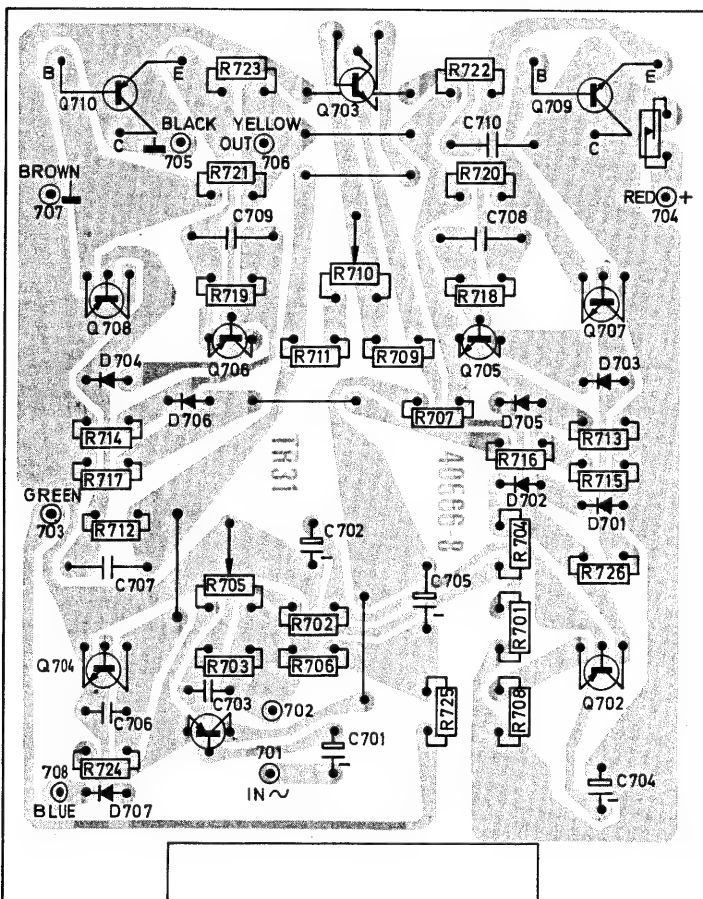 R723
R722
B
E
B
E
Q710
Q703
Q709
BLACK
YELLOW
C710
C
705
OUT
706
C
BROWN
R721
R720
707
RED +
704
C709
C708
R710
R719
R718
Q708
Q707
Q706
R711
R709
Q705
D704
D703
D706
R707
D705
R714
R713
R716
R717
R715
TR31
40666-8
GREEN
D702
D701
703
R712
C702
R704
C707
R705
C705
R726
R702
R701
Q704
R703
R706
C703
C706
702
R725
R708
Q702
701
C701
R724
708
C704
IN ~
BLUE
D707